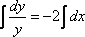 ∫ dy/y = −2∫ dx